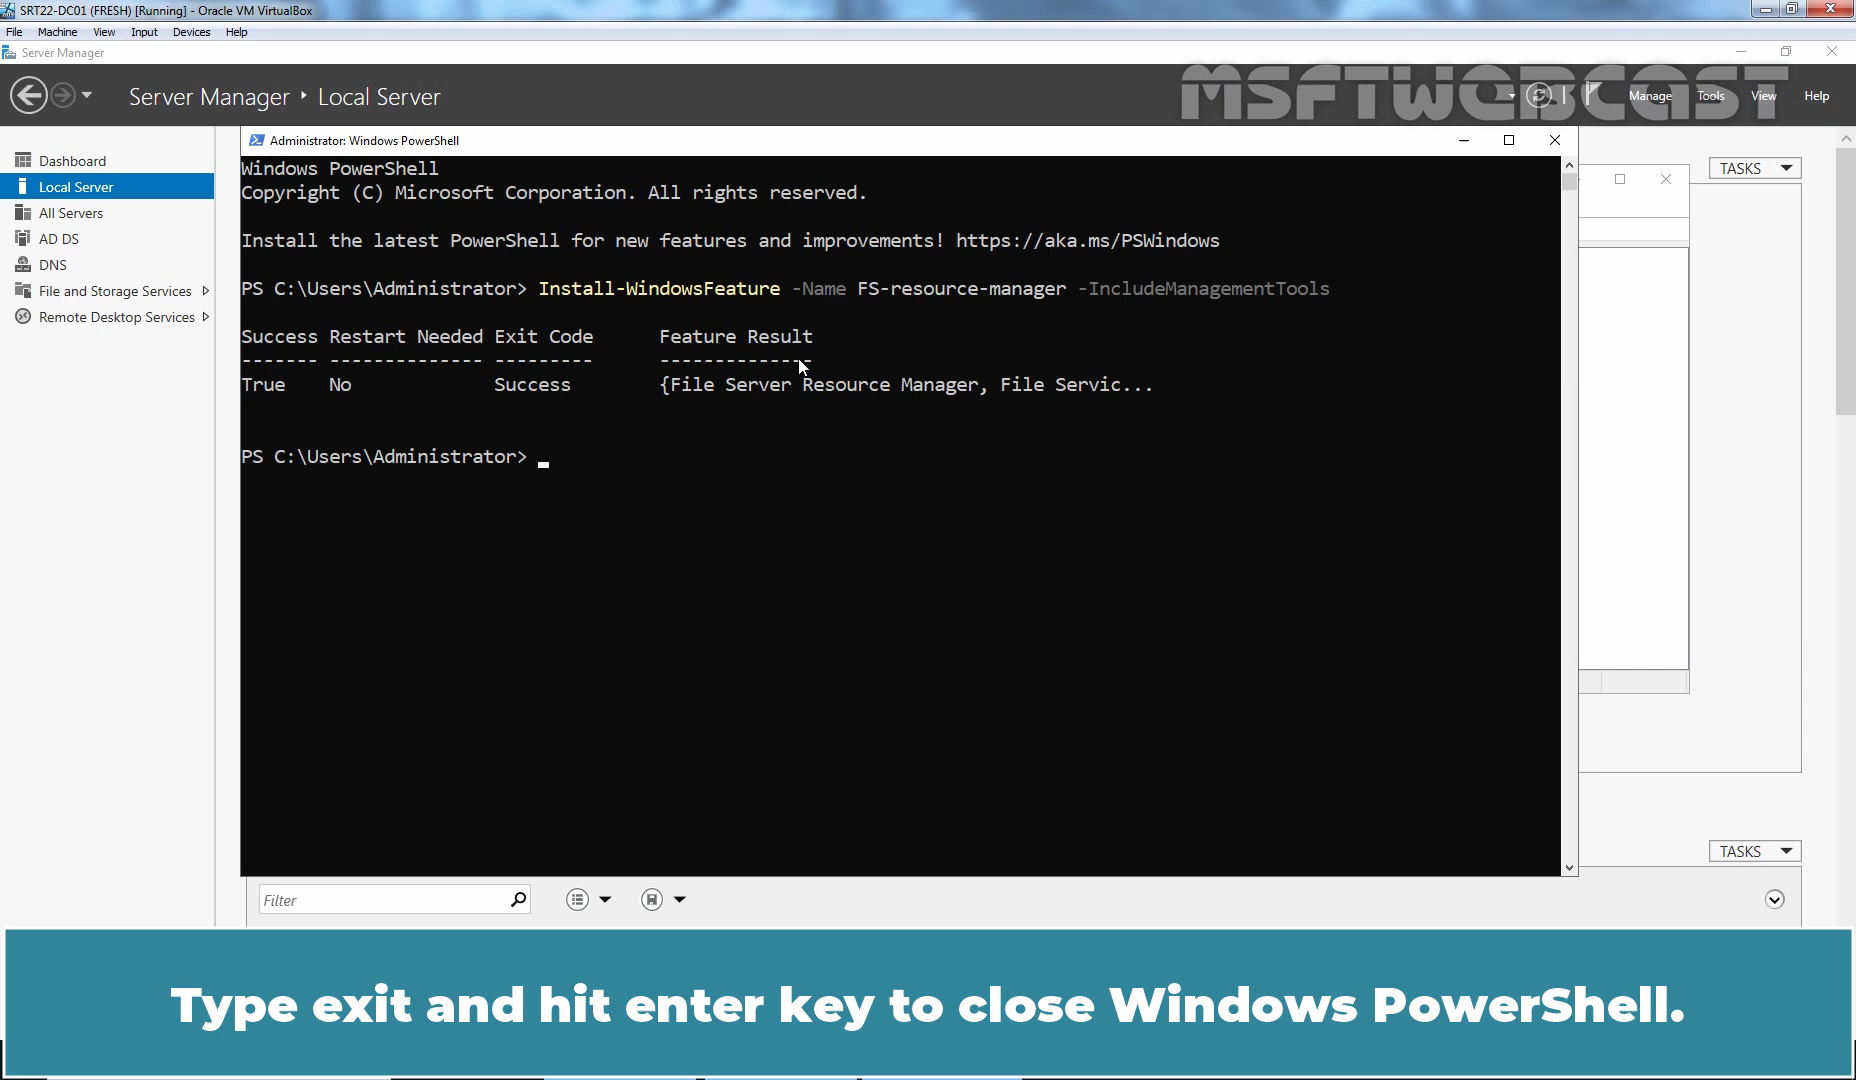 SRT22-DC01 (FRESH) [Running] - Oracle VM VirtualBox
File Machine View Input Devices Help
Server Manager
Server Manager ‣ Local Server
MSFTWEBCAST
Manage Tools View Help
Dashboard
Local Server
All Servers
AD DS
DNS
File and Storage Services
Remote Desktop Services
TASKS
Administrator: Windows PowerShell
Windows PowerShell
Copyright (C) Microsoft Corporation. All rights reserved.
Install the latest PowerShell for new features and improvements! https://aka.ms/PSWindows
PS C:\Users\Administrator> Install-WindowsFeature -Name FS-resource-manager -IncludeManagementTools
Success Restart Needed Exit Code Feature Result
------- -------------- --------- --------------
True No Success {File Server Resource Manager, File Servic...
PS C:\Users\Administrator>
TASKS
Filter
Type exit and hit enter key to close Windows PowerShell.